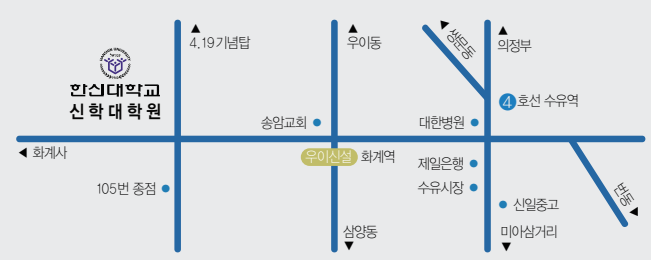 4.19기념탑
우이동
쌍문동
의정부
HANSHIN UNIVERSITY
한신대학교
신학대학원
4 호선 수유역
송암교회
대한병원
화계사
우이신설 화계역
제일은행
105번 종점
수유시장
신일중고
번동
삼양동
미아삼거리